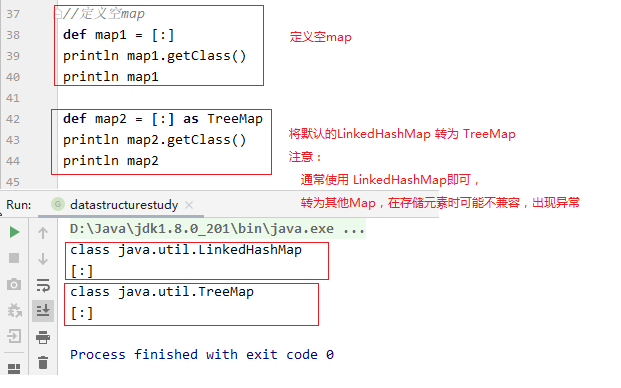 37 //定义空map
38 def map1 = [:]
39 println map1.getClass()
40 println map1
定义空map
41
42 def map2 = [:] as TreeMap
43 println map2.getClass()
44 println map2
45
将默认的LinkedHashMap 转为 TreeMap
注意：
通常使用 LinkedHashMap即可，
转为其他Map，在存储元素时可能不兼容，出现异常
Run: datastructurestudy
D:\Java\jdk1.8.0_201\bin\java.exe ...
class java.util.LinkedHashMap
[:]
class java.util.TreeMap
[:]
Process finished with exit code 0